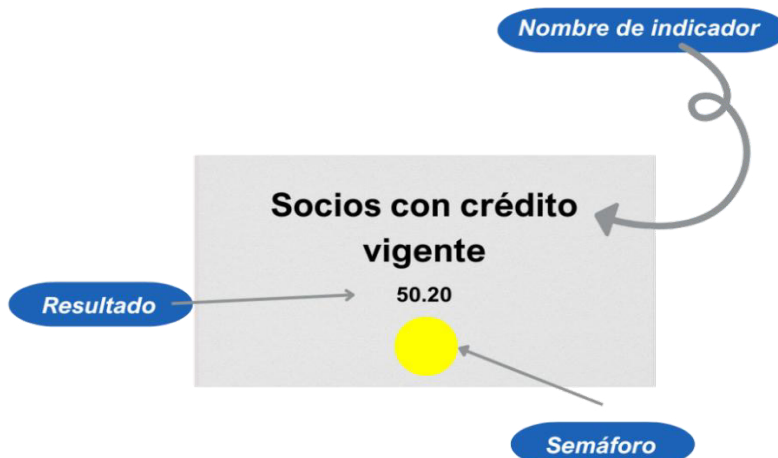 Nombre de indicador
Socios con crédito
vigente
50.20
Resultado
Semáforo